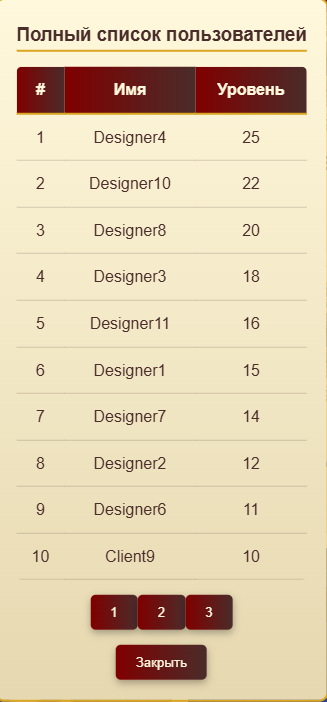 Полный список пользователей
# Имя Уровень
1 Designer4 25
2 Designer10 22
3 Designer8 20
4 Designer3 18
5 Designer11 16
6 Designer1 15
7 Designer7 14
8 Designer2 12
9 Designer6 11
10 Client9 10
1 2 3
Закрыть